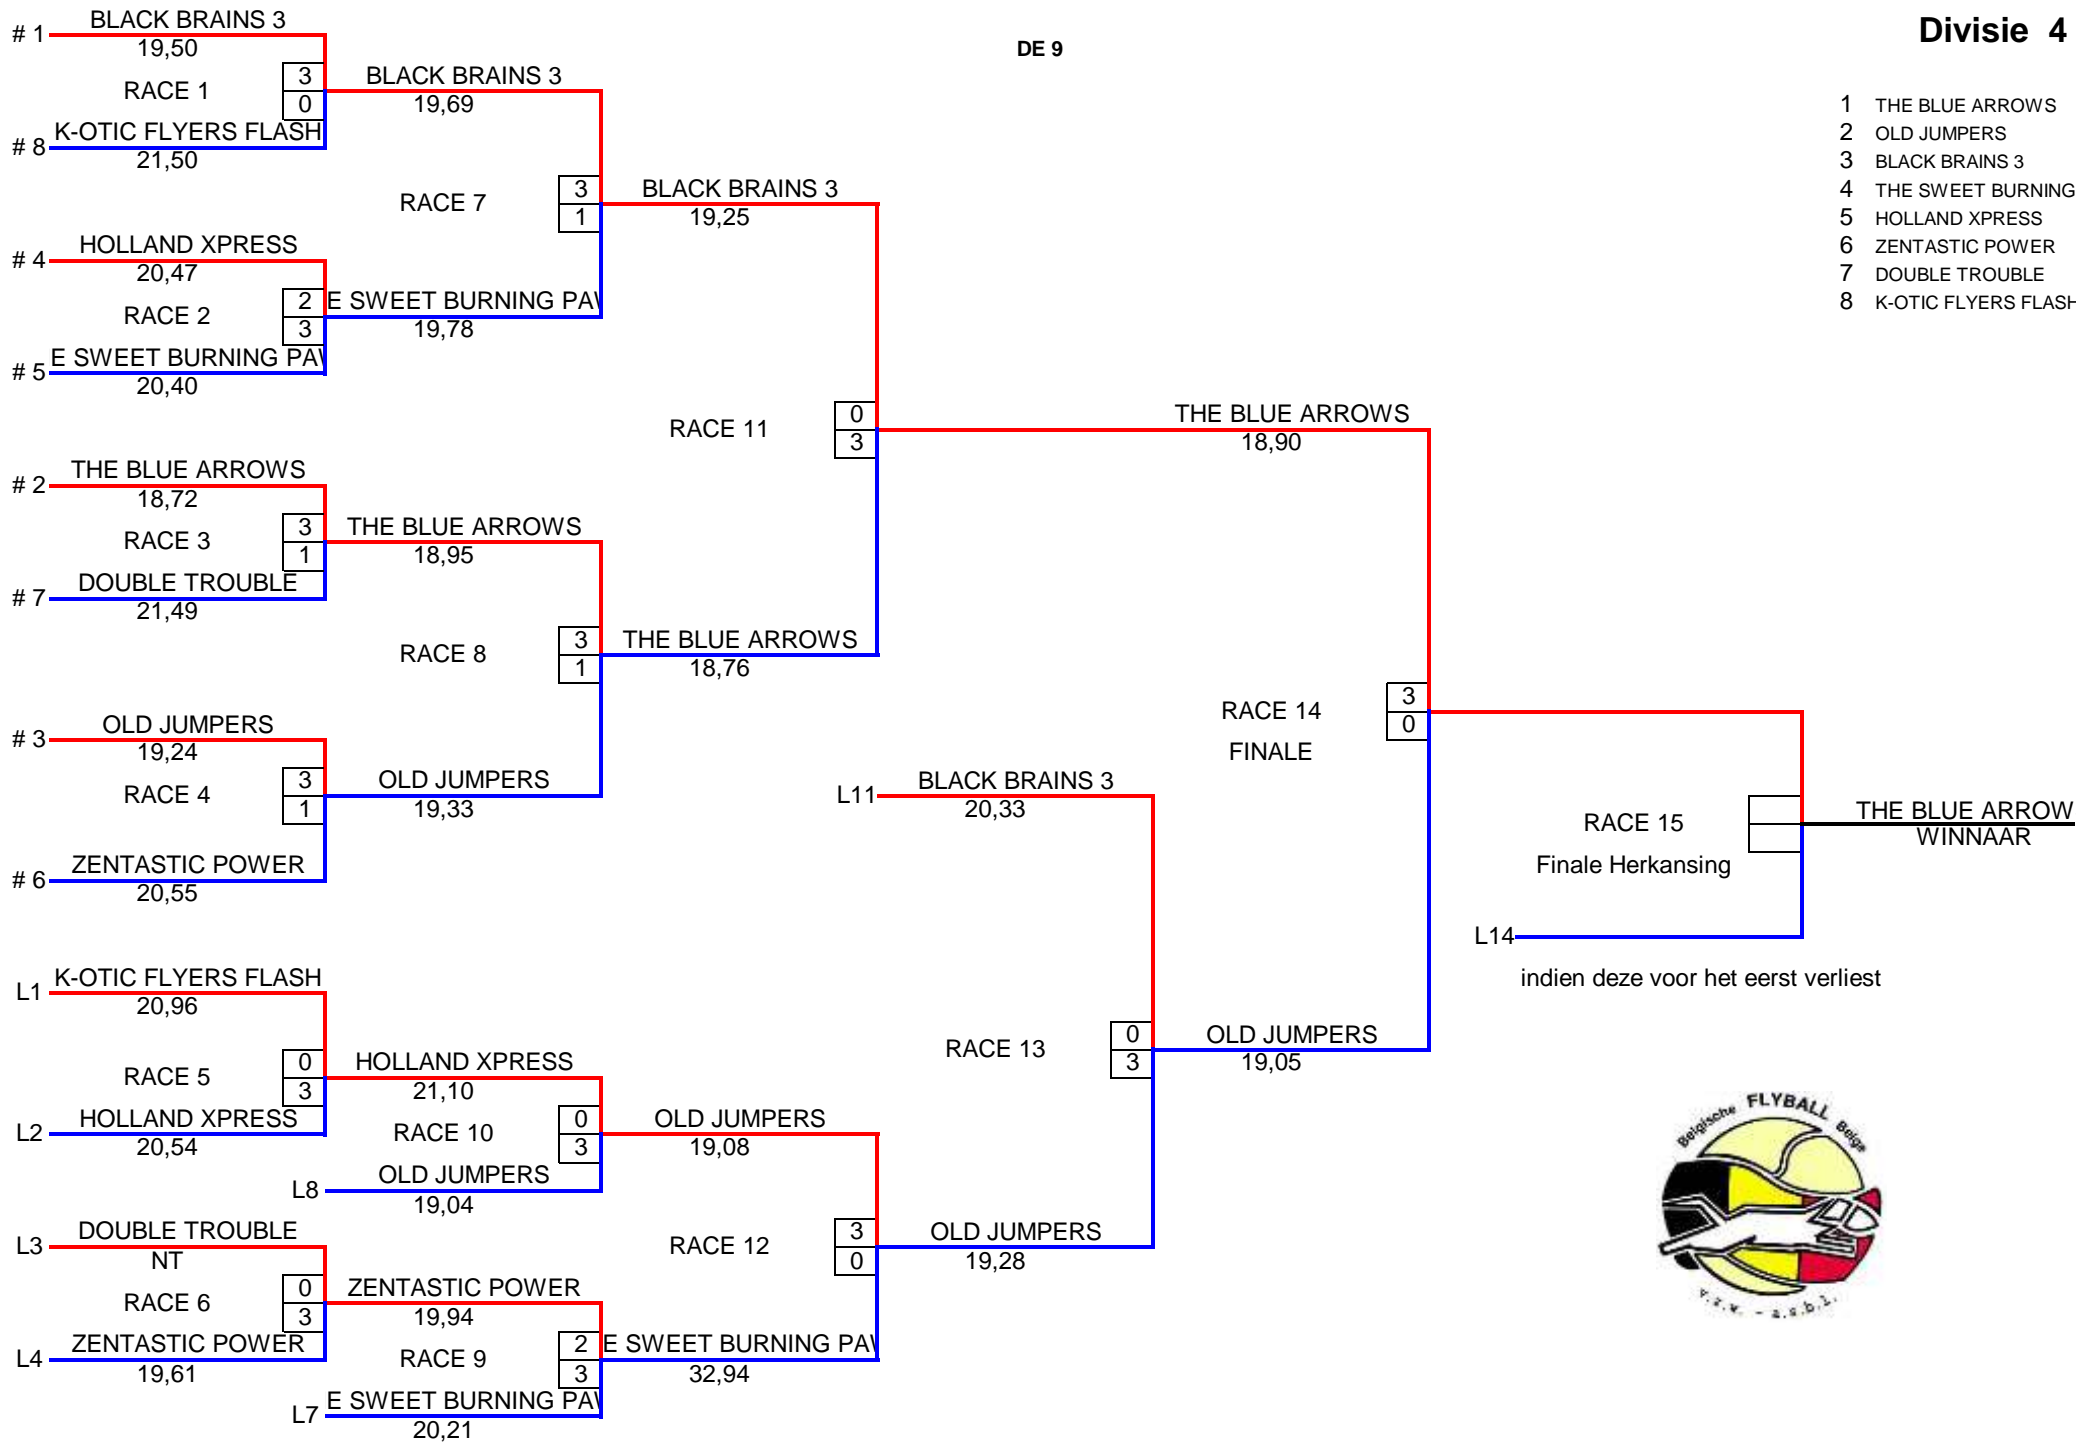 DE 9
Divisie 4
1 THE BLUE ARROWS
2 OLD JUMPERS
3 BLACK BRAINS 3
4 THE SWEET BURNING
5 HOLLAND XPRESS
6 ZENTASTIC POWER
7 DOUBLE TROUBLE
8 K-OTIC FLYERS FLASH
# 1 BLACK BRAINS 3
19,50
RACE 1
3
0
# 8 K-OTIC FLYERS FLASH
21,50
# 4 HOLLAND XPRESS
20,47
RACE 2
2
3
# 5 E SWEET BURNING PAW
20,40
# 2 THE BLUE ARROWS
18,72
RACE 3
3
1
# 7 DOUBLE TROUBLE
21,49
# 3 OLD JUMPERS
19,24
RACE 4
3
1
# 6 ZENTASTIC POWER
20,55
L1 K-OTIC FLYERS FLASH
20,96
RACE 5
0
3
L2 HOLLAND XPRESS
20,54
L3 DOUBLE TROUBLE
NT
RACE 6
0
3
L4 ZENTASTIC POWER
19,61
BLACK BRAINS 3
19,69
RACE 7
3
1
E SWEET BURNING PAW
19,78
THE BLUE ARROWS
18,95
RACE 8
3
1
OLD JUMPERS
19,33
HOLLAND XPRESS
21,10
RACE 10
0
3
L8 OLD JUMPERS
19,04
ZENTASTIC POWER
19,94
RACE 9
2
3
L7 E SWEET BURNING PAW
20,21
BLACK BRAINS 3
19,25
RACE 11
0
3
THE BLUE ARROWS
18,76
OLD JUMPERS
19,08
RACE 12
3
0
E SWEET BURNING PAW
32,94
L11 BLACK BRAINS 3
20,33
RACE 13
0
3
OLD JUMPERS
19,28
THE BLUE ARROWS
18,90
RACE 14
FINALE
3
0
OLD JUMPERS
19,05
RACE 15
Finale Herkansing
L14
indien deze voor het eerst verliest
THE BLUE ARROW
WINNAAR
Belgische FLYBALL Belge
v.z.w. - a.s.b.l.